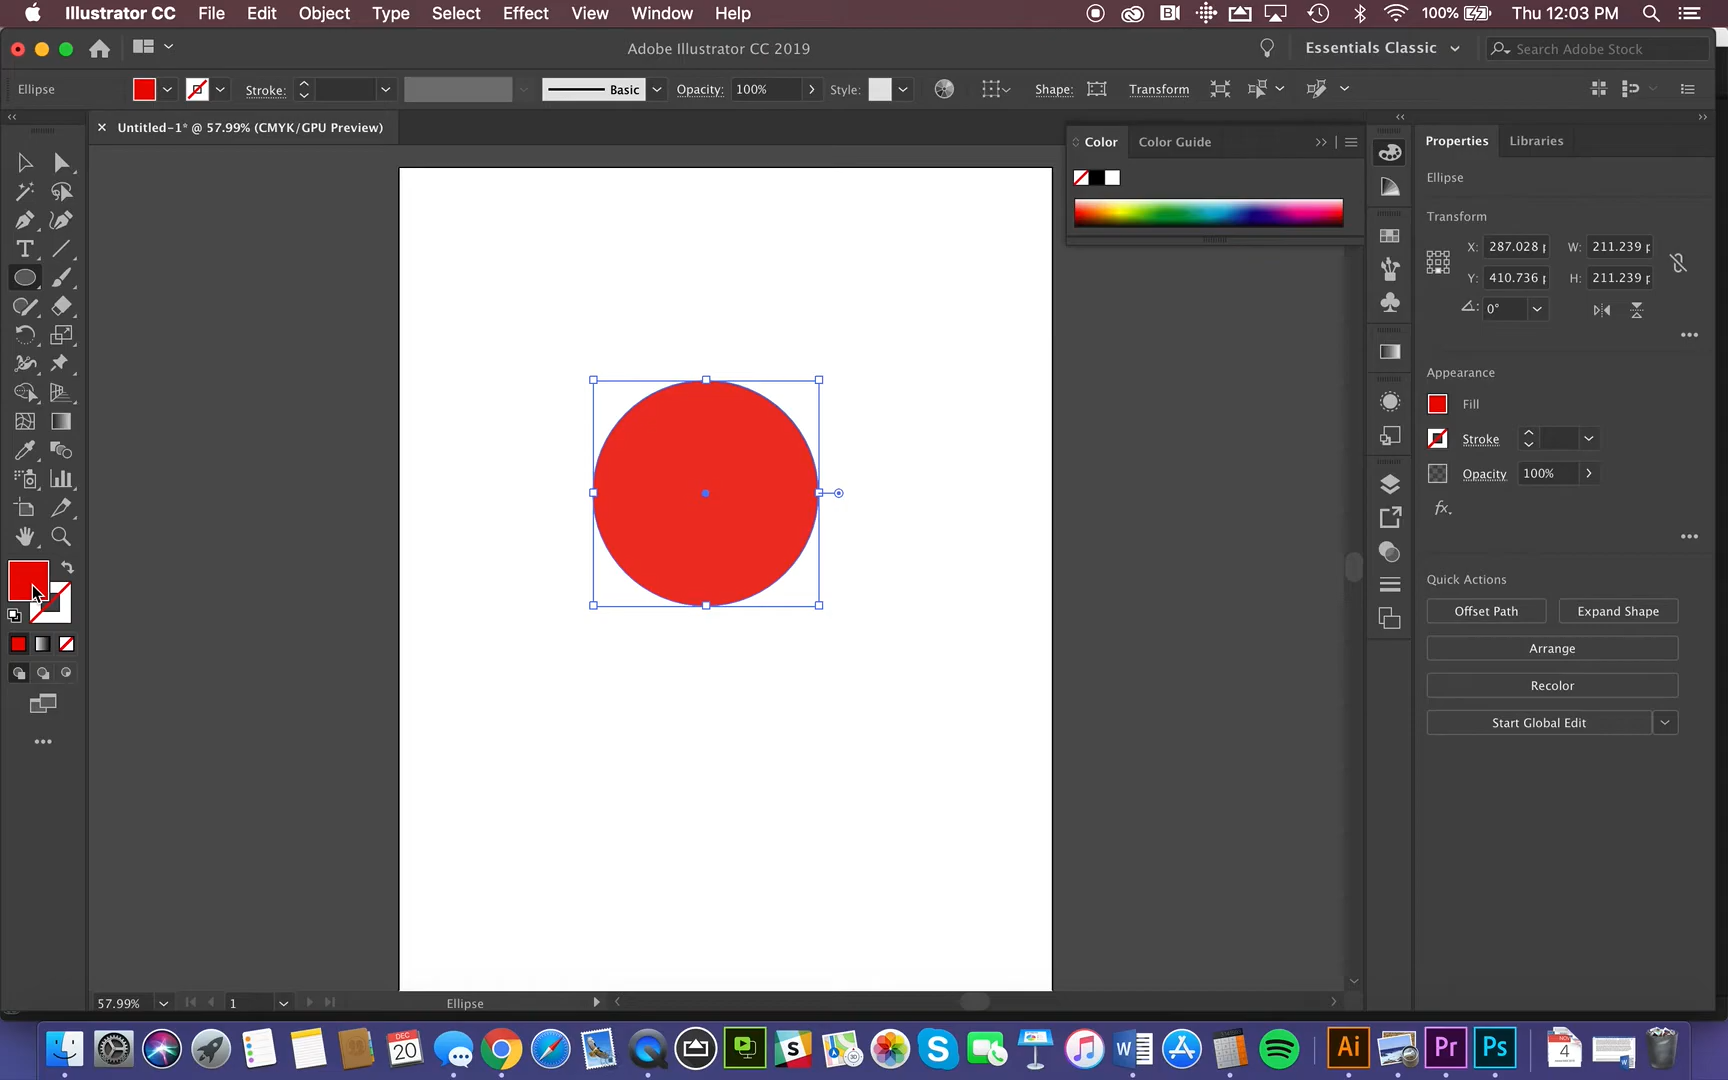 Illustrator CC File Edit Object Type Select Effect View Window Help 100% Thu 12:03 PM
Adobe Illustrator CC 2019 Essentials Classic Search Adobe Stock
Ellipse Stroke: Basic Opacity: 100% Style: Shape: Transform
Untitled-1* @ 57.99% (CMYK/GPU Preview)
Color Color Guide
Properties Libraries
Ellipse
Transform
X: 287.028 p W: 211.239 p
Y: 410.736 p H: 211.239 p
0°
Appearance
Fill
Stroke
Opacity 100%
fx.
Quick Actions
Offset Path Expand Shape
Arrange
Recolor
Start Global Edit
57.99% 1 Ellipse
DEC
20
S
S
W
Ai
Pr
Ps
NOV
4